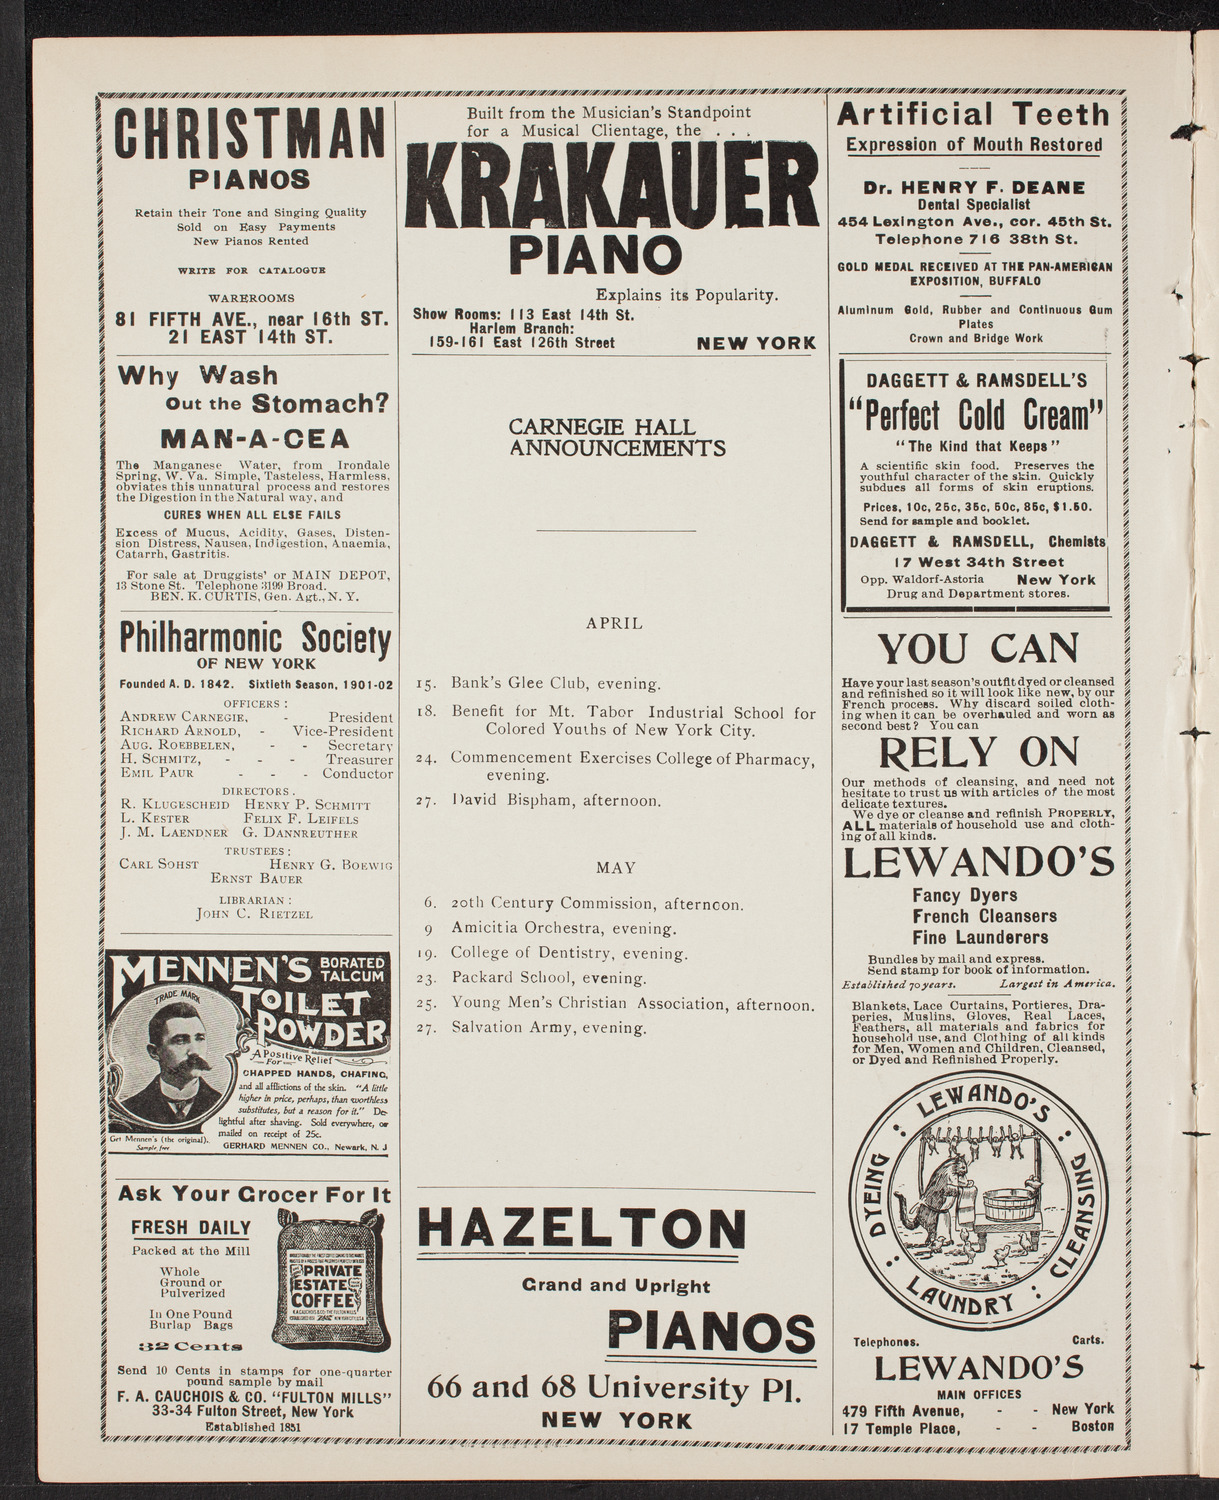 CHRISTMAN
PIANOS
Retain their Tone and Singing Quality
Sold on Easy Payments
New Pianos Rented
WRITE FOR CATALOGUE
WAREROOMS
81 FIFTH AVE., near 16th ST.
21 EAST 14th ST.
Why Wash
Out the Stomach?
MAN-A-CEA
The Manganese Water, from Irondale
Spring, W. Va. Simple, Tasteless, Harmless,
obviates this unnatural process and restores
the Digestion in the Natural way, and
CURES WHEN ALL ELSE FAILS
Excess of Mucus, Acidity, Gases, Disten-
sion Distress, Nausea, Indigestion, Anaemia,
Catarrh, Gastritis.
For sale at Druggists' or MAIN DEPOT,
13 Stone St. Telephone 3199 Broad.
BEN. K. CURTIS, Gen. Agt., N. Y.
Philharmonic Society
OF NEW YORK
Founded A. D. 1842. Sixtieth Season, 1901-02
OFFICERS :
ANDREW CARNEGIE, - President
RICHARD ARNOLD, - Vice-President
AUG. ROEBBELEN, - - Secretary
H. SCHMITZ, - - - Treasurer
EMIL PAUR - - - Conductor
DIRECTORS.
R. KLUGESCHEID HENRY P. SCHMITT
L. KESTER FELIX F. LEIFELS
J. M. LAENDNER G. DANNREUTHER
TRUSTEES ;
CARL SOHST HENRY G. BOEWIG
ERNST BAUER
LIBRARIAN :
JOHN C. RIETZEL
MENNEN'S BORATED
TALCUM
TOILET
POWDER
TRADE MARK
A Positive Relief
For
CHAPPED HANDS, CHAFING,
and all afflictions of the skin. "A little
higher in price, perhaps, than worthless
substitutes, but a reason for it." De-
lightful after shaving. Sold everywhere, or
mailed on receipt of 25c.
Get Mennen's (the original).
Sample free
GERHARD MENNEN CO., Newark, N. J
Ask Your Grocer For It
FRESH DAILY
Packed at the Mill
Whole
Ground or
Pulverized
In One Pound
Burlap Bags
32 Cents
PRIVATE
ESTATE
COFFEE
Send 10 Cents in stamps for one-quarter
pound sample by mail
F. A. CAUCHOIS & CO. "FULTON MILLS"
33-34 Fulton Street, New York
Established 1851
Built from the Musician's Standpoint
for a Musical Clientage, the . . .
KRAKAUER
PIANO
Explains its Popularity.
Show Rooms: 113 East 14th St.
Harlem Branch:
159-161 East 126th Street NEW YORK
CARNEGIE HALL
ANNOUNCEMENTS
APRIL
15. Bank's Glee Club, evening.
18. Benefit for Mt. Tabor Industrial School for
Colored Youths of New York City.
24. Commencement Exercises College of Pharmacy,
evening.
27. David Bispham, afternoon.
MAY
6. 20th Century Commission, afternoon.
9 Amicitia Orchestra, evening.
19. College of Dentistry, evening.
23. Packard School, evening.
25. Young Men's Christian Association, afternoon.
27. Salvation Army, evening.
HAZELTON
Grand and Upright
PIANOS
66 and 68 University Pl.
NEW YORK
Artificial Teeth
Expression of Mouth Restored
Dr. HENRY F. DEANE
Dental Specialist
454 Lexington Ave., cor. 45th St.
Telephone 716 38th St.
GOLD MEDAL RECEIVED AT THE PAN-AMERICAN
EXPOSITION, BUFFALO
Aluminum Gold, Rubber and Continuous Gum
Plates
Crown and Bridge Work
DAGGETT & RAMSDELL'S
"Perfect Cold Cream"
"The Kind that Keeps"
A scientific skin food. Preserves the
youthful character of the skin. Quickly
subdues all forms of skin eruptions.
Prices, 10c, 25c, 35c, 50c, 85c, $1.50.
Send for sample and booklet.
DAGGETT & RAMSDELL, Chemists
17 West 34th Street
Opp. Waldorf-Astoria New York
Drug and Department stores.
YOU CAN
Have your last season's outfit dyed or cleansed
and refinished so it will look like new, by our
French process. Why discard soiled cloth-
ing when it can be overhauled and worn as
second best? You can
RELY ON
Our methods of cleansing, and need not
hesitate to trust us with articles of the most
delicate textures.
We dye or cleanse and refinish PROPERLY,
ALL materials of household use and cloth-
ing of all kinds.
LEWANDO'S
Fancy Dyers
French Cleansers
Fine Launderers
Bundles by mail and express.
Send stamp for book of information.
Established 70 years. Largest in America.
Blankets, Lace Curtains, Portieres, Dra-
peries, Muslins, Gloves, Real Laces,
Feathers, all materials and fabrics for
household use, and Clothing of all kinds
for Men, Women and Children, Cleansed,
or Dyed and Refinished Properly.
LEWANDO'S : CLEANSING : LAUNDRY : DYEING :
Telephones. Carts.
LEWANDO'S
MAIN OFFICES
479 Fifth Avenue, - - New York
17 Temple Place, - - Boston